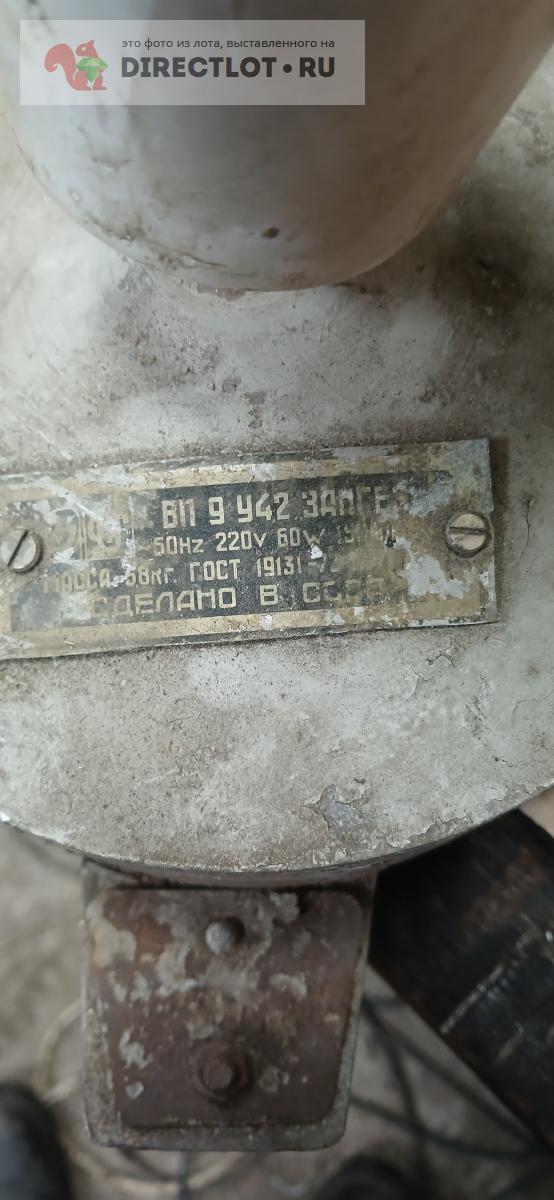 это фото из лота, выставленного на
DIRECTLOT•RU
ВП 9 У42
~50Hz 220V 60W
МАССА 58кг. ГОСТ 19131-7
СДЕЛАНО В СССР